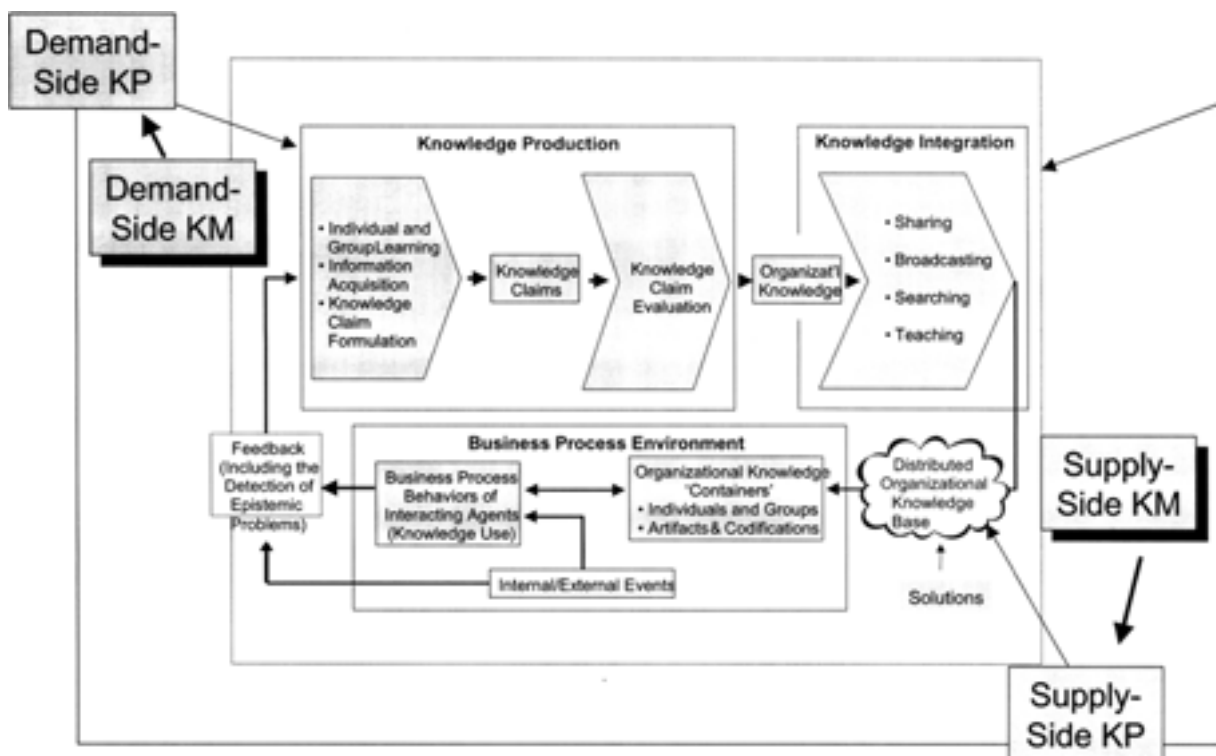 Demand-
Side KP
Demand-
Side KM
Knowledge Production
• Individual and
GroupLearning
• Information
Acquisition
• Knowledge
Claim
Formulation
Knowledge
Claims
Knowledge
Claim
Evaluation
Organizat'l
Knowledge
Knowledge Integration
• Sharing
• Broadcasting
• Searching
• Teaching
Feedback
(Including the
Detection of
Epistemic
Problems)
Business Process Environment
Business Process
Behaviors of
Interacting Agents
(Knowledge Use)
Organizational Knowledge
'Containers'
• Individuals and Groups
• Artifacts & Codifications
Internal/External Events
Distributed
Organizational
Knowledge
Base
Solutions
Supply-
Side KM
Supply-
Side KP